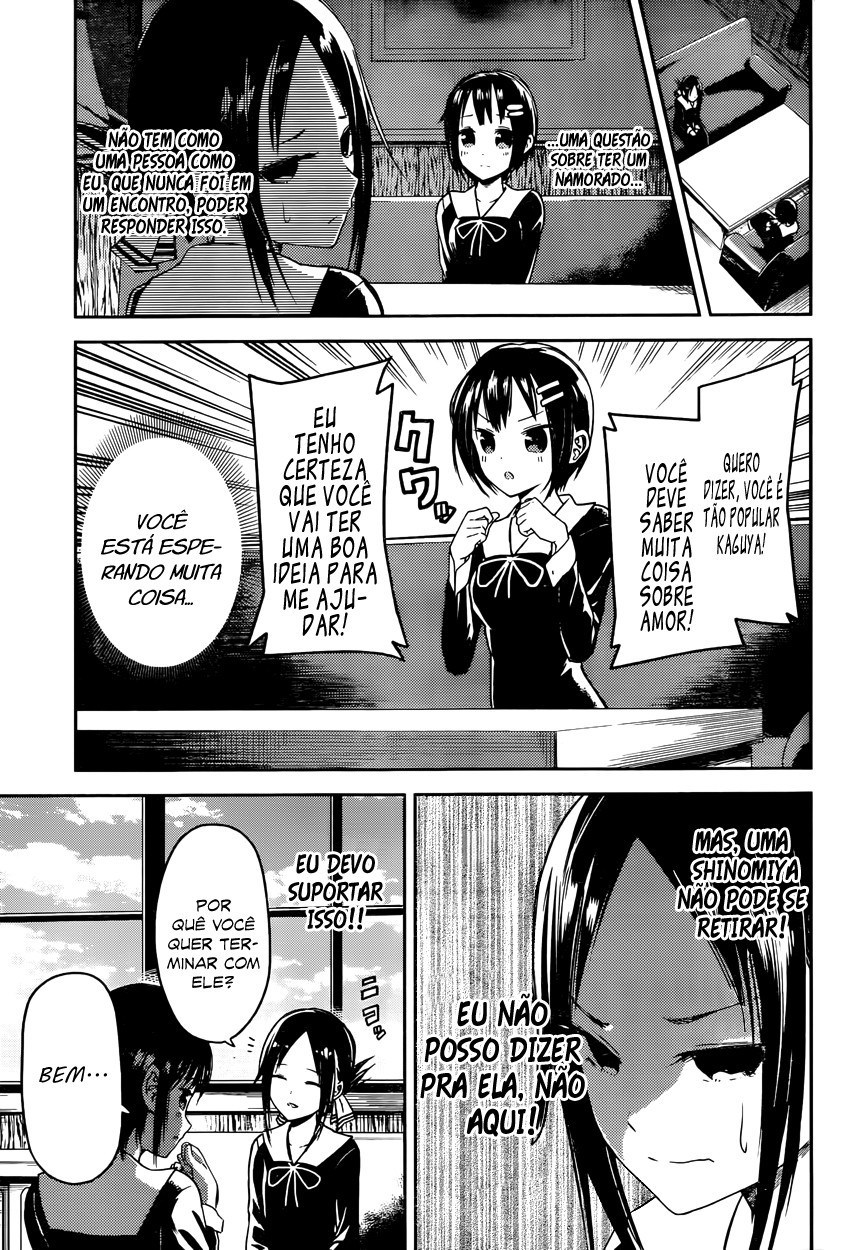 ...UMA QUESTÃO
SOBRE TER UM
NAMORADO...
NÃO TEM COMO
UMA PESSOA COMO
EU, QUE NUNCA FOI EM
UM ENCONTRO, PODER
RESPONDER ISSO.
QUERO
DIZER, VOCÊ É
TÃO POPULAR
KAGUYA!
VOCÊ
DEVE
SABER
MUITA
COISA
SOBRE
AMOR!
クワッ
EU
TENHO
CERTEZA
QUE VOCÊ
VAI TER
UMA BOA
IDEIA PARA
ME AJU-
DAR!
VOCÊ
ESTÁ ESPE-
RANDO MUITA
COISA...
MAS, UMA
SHINOMIYA
NÃO PODE SE
RETIRAR!
EU NÃO
POSSO DIZER
PRA ELA, NÃO
AQUI!
EU DEVO
SUPORTAR
ISSO!!
POR
QUÊ VOCÊ
QUER TER-
MINAR COM
ELE?
ニコッ
BEM...